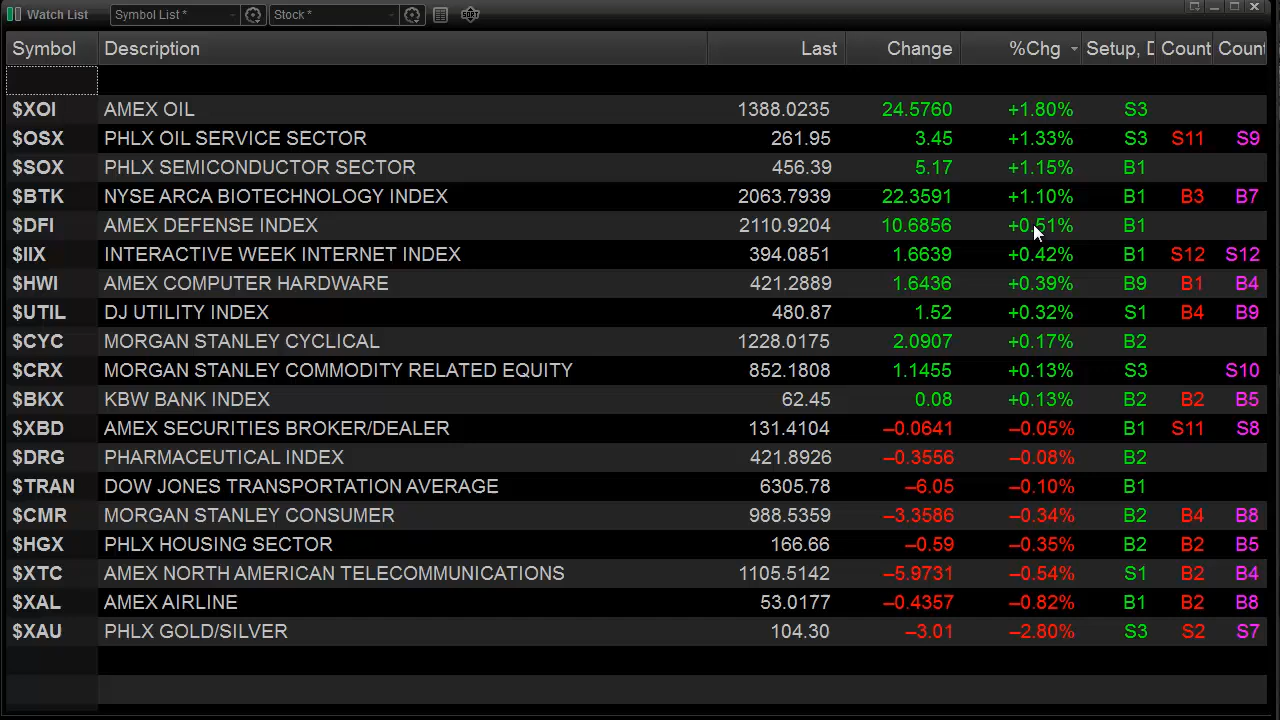 Watch List Symbol List * Stock * SORT
Symbol Description Last Change %Chg Setup, D Count Count
$XOI AMEX OIL 1388.0235 24.5760 +1.80% S3
$OSX PHLX OIL SERVICE SECTOR 261.95 3.45 +1.33% S3 S11 S9
$SOX PHLX SEMICONDUCTOR SECTOR 456.39 5.17 +1.15% B1
$BTK NYSE ARCA BIOTECHNOLOGY INDEX 2063.7939 22.3591 +1.10% B1 B3 B7
$DFI AMEX DEFENSE INDEX 2110.9204 10.6856 +0.51% B1
$IIX INTERACTIVE WEEK INTERNET INDEX 394.0851 1.6639 +0.42% B1 S12 S12
$HWI AMEX COMPUTER HARDWARE 421.2889 1.6436 +0.39% B9 B1 B4
$UTIL DJ UTILITY INDEX 480.87 1.52 +0.32% S1 B4 B9
$CYC MORGAN STANLEY CYCLICAL 1228.0175 2.0907 +0.17% B2
$CRX MORGAN STANLEY COMMODITY RELATED EQUITY 852.1808 1.1455 +0.13% S3 S10
$BKX KBW BANK INDEX 62.45 0.08 +0.13% B2 B2 B5
$XBD AMEX SECURITIES BROKER/DEALER 131.4104 –0.0641 –0.05% B1 S11 S8
$DRG PHARMACEUTICAL INDEX 421.8926 –0.3556 –0.08% B2
$TRAN DOW JONES TRANSPORTATION AVERAGE 6305.78 –6.05 –0.10% B1
$CMR MORGAN STANLEY CONSUMER 988.5359 –3.3586 –0.34% B2 B4 B8
$HGX PHLX HOUSING SECTOR 166.66 –0.59 –0.35% B2 B2 B5
$XTC AMEX NORTH AMERICAN TELECOMMUNICATIONS 1105.5142 –5.9731 –0.54% S1 B2 B4
$XAL AMEX AIRLINE 53.0177 –0.4357 –0.82% B1 B2 B8
$XAU PHLX GOLD/SILVER 104.30 –3.01 –2.80% S3 S2 S7